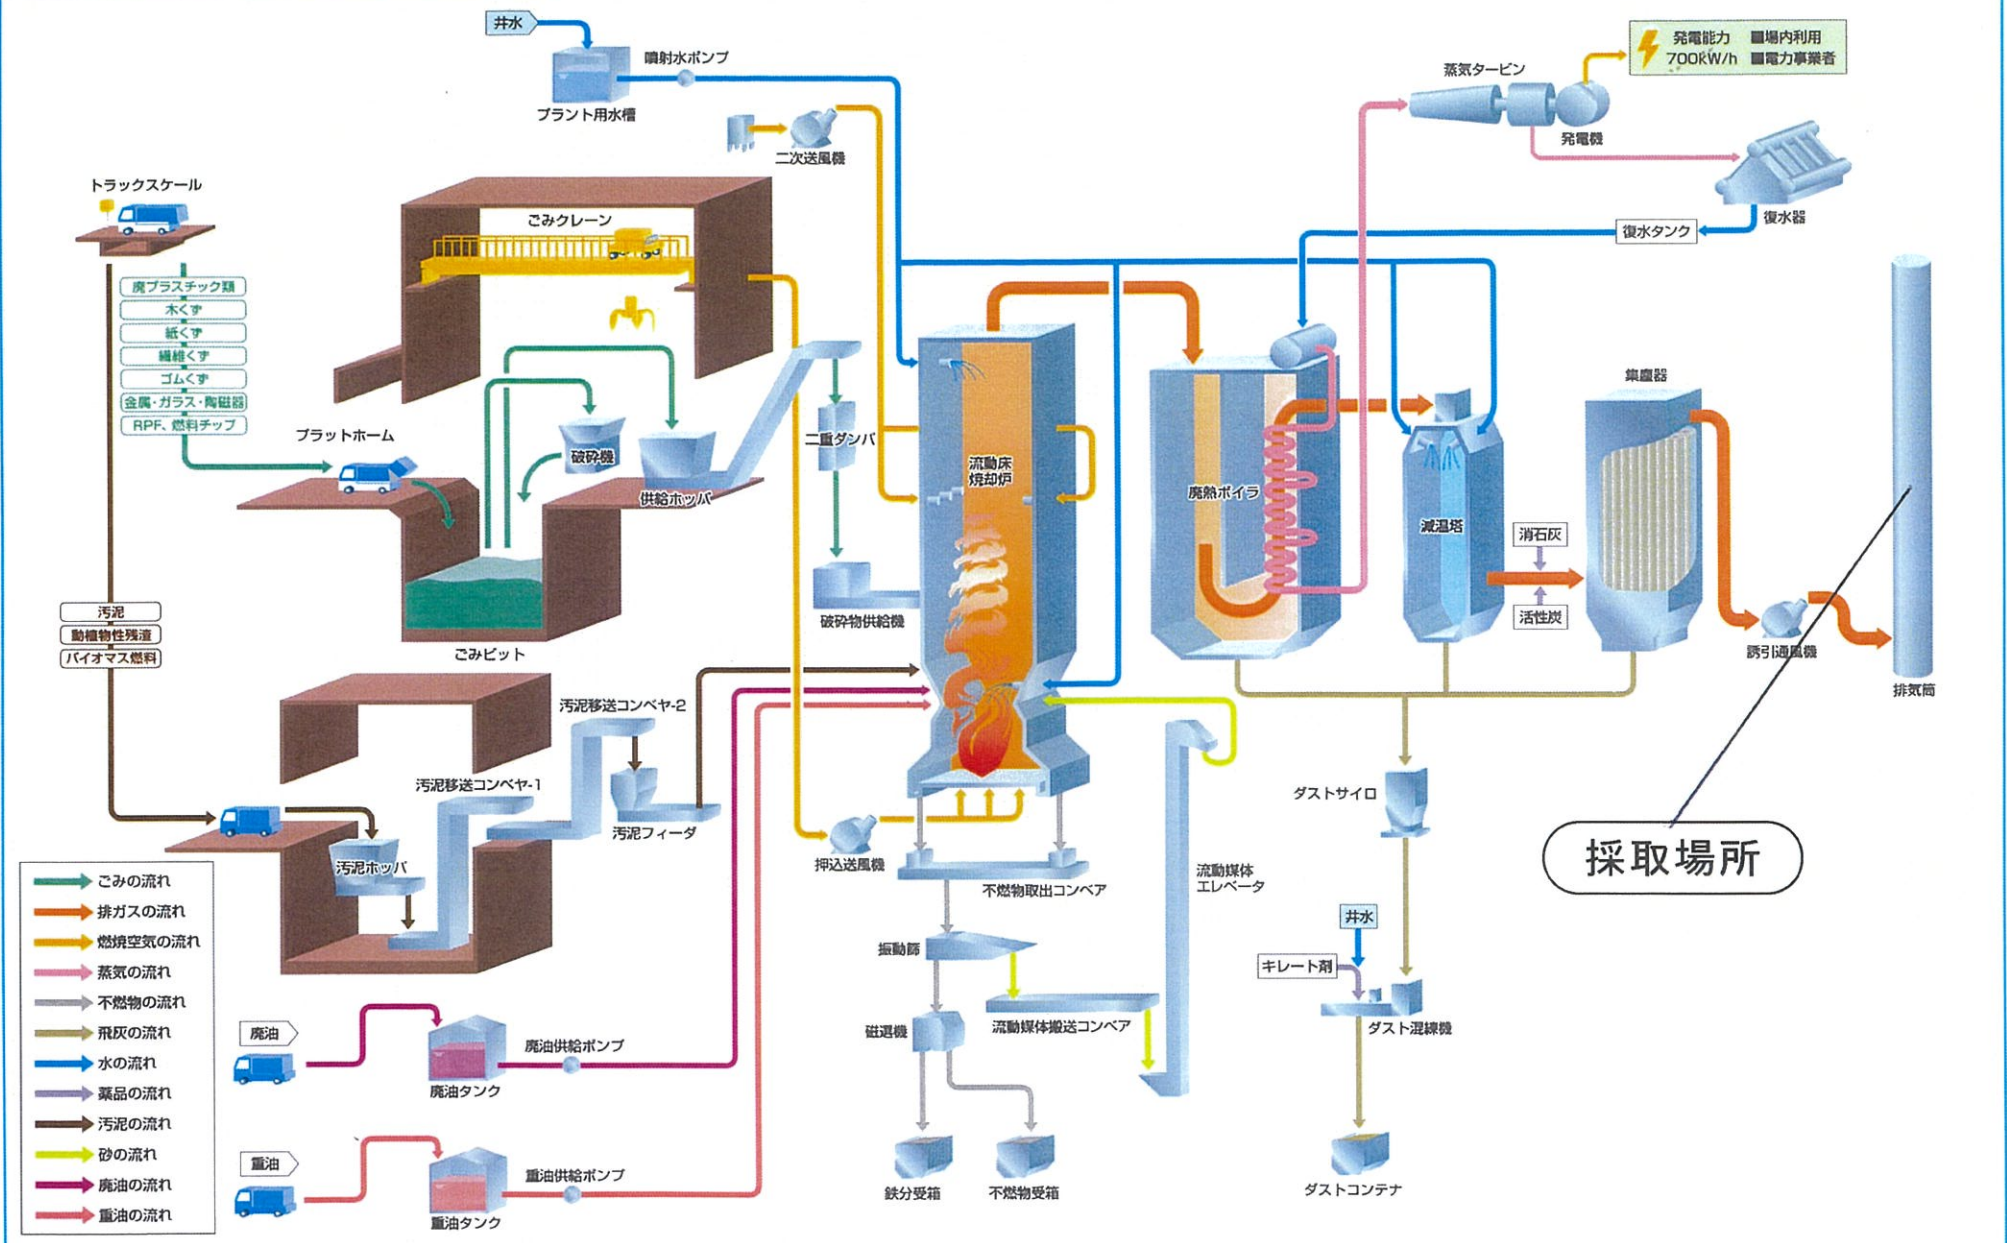 井水
噴射水ポンプ
プラント用水槽
二次送風機
蒸気タービン
発電機
発電能力 ■場内利用
700kW/h ■電力事業者
復水器
復水タンク
トラックスケール
廃プラスチック類
木くず
紙くず
繊維くず
ゴムくず
金属・ガラス・陶磁器
RPF、燃料チップ
ごみクレーン
プラットホーム
破砕機
供給ホッパ
二重ダンパ
破砕物供給機
ごみピット
流動床
焼却炉
廃熱ボイラ
減温塔
消石灰
活性炭
集塵器
誘引通風機
排気筒
採取場所
汚泥
動植物性残渣
バイオマス燃料
汚泥移送コンベヤ-2
汚泥移送コンベヤ-1
汚泥フィーダ
汚泥ホッパ
押込送風機
不燃物取出コンベア
流動媒体
エレベータ
振動篩
流動媒体搬送コンベア
磁選機
鉄分受箱
不燃物受箱
ダストサイロ
井水
キレート剤
ダスト混練機
ダストコンテナ
廃油
廃油タンク
廃油供給ポンプ
重油
重油タンク
重油供給ポンプ
ごみの流れ
排ガスの流れ
燃焼空気の流れ
蒸気の流れ
不燃物の流れ
飛灰の流れ
水の流れ
薬品の流れ
汚泥の流れ
砂の流れ
廃油の流れ
重油の流れ